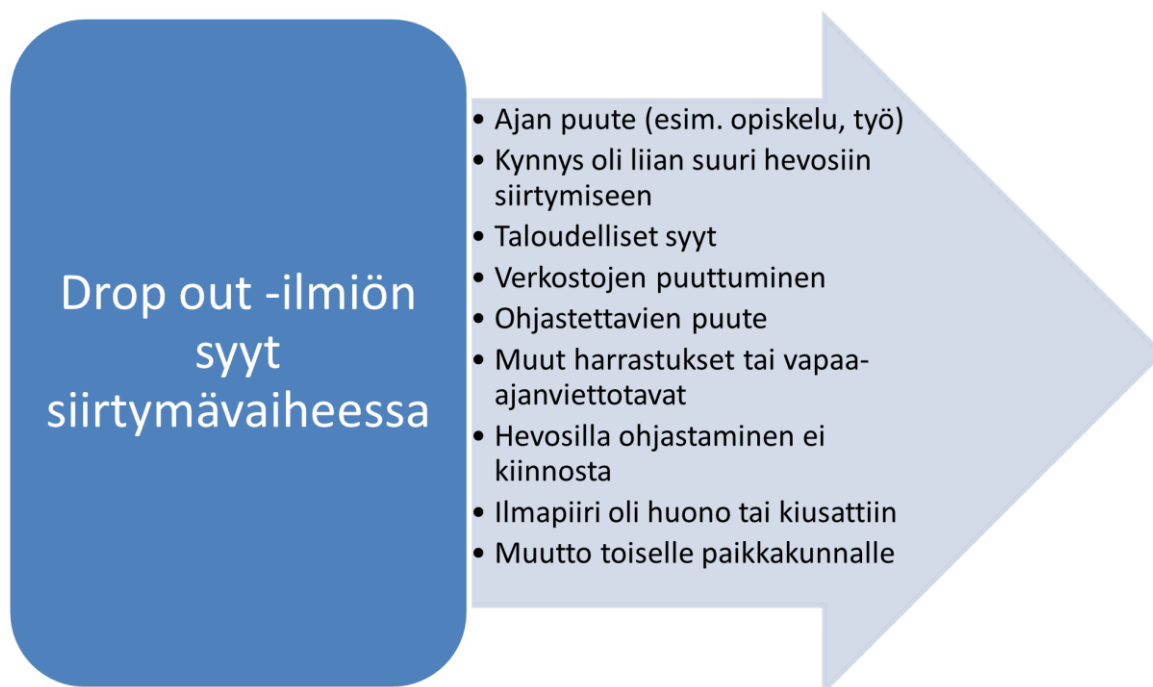 Drop out -ilmiön
syyt
siirtymävaiheessa
• Ajan puute (esim. opiskelu, työ)
• Kynnys oli liian suuri hevosiin
siirtymiseen
• Taloudelliset syyt
• Verkostojen puuttuminen
• Ohjastettavien puute
• Muut harrastukset tai vapaa-
ajanviettotavat
• Hevosilla ohjastaminen ei
kiinnosta
• Ilmapiiri oli huono tai kiusattiin
• Muutto toiselle paikkakunnalle